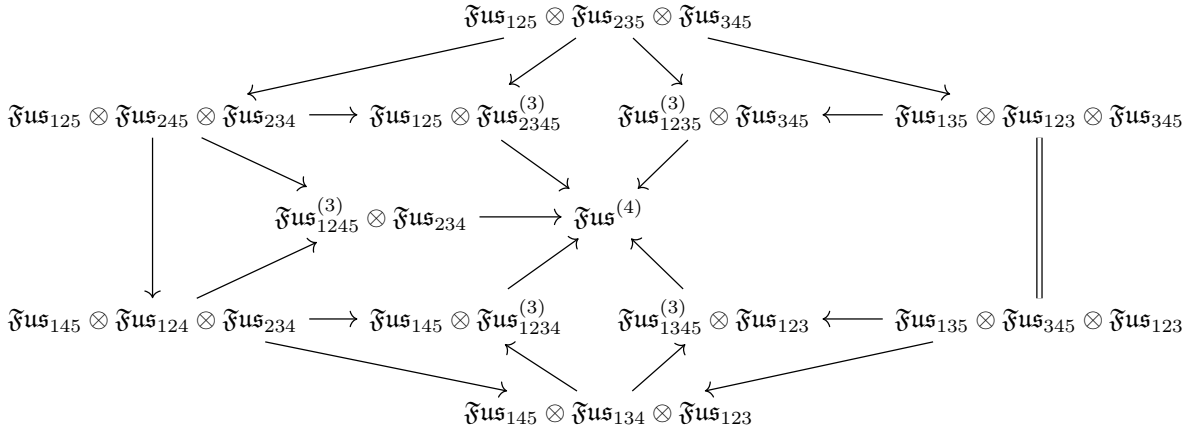 𝔉𝔲𝔰₁₂₅ ⊗ 𝔉𝔲𝔰₂₃₅ ⊗ 𝔉𝔲𝔰₃₄₅
𝔉𝔲𝔰₁₂₅ ⊗ 𝔉𝔲𝔰₂₄₅ ⊗ 𝔉𝔲𝔰₂₃₄ 𝔉𝔲𝔰₁₂₅ ⊗ 𝔉𝔲𝔰⁽³⁾₂₃₄₅ 𝔉𝔲𝔰⁽³⁾₁₂₃₅ ⊗ 𝔉𝔲𝔰₃₄₅ 𝔉𝔲𝔰₁₃₅ ⊗ 𝔉𝔲𝔰₁₂₃ ⊗ 𝔉𝔲𝔰₃₄₅
𝔉𝔲𝔰⁽³⁾₁₂₄₅ ⊗ 𝔉𝔲𝔰₂₃₄ 𝔉𝔲𝔰⁽⁴⁾
𝔉𝔲𝔰₁₄₅ ⊗ 𝔉𝔲𝔰₁₂₄ ⊗ 𝔉𝔲𝔰₂₃₄ 𝔉𝔲𝔰₁₄₅ ⊗ 𝔉𝔲𝔰⁽³⁾₁₂₃₄ 𝔉𝔲𝔰⁽³⁾₁₃₄₅ ⊗ 𝔉𝔲𝔰₁₂₃ 𝔉𝔲𝔰₁₃₅ ⊗ 𝔉𝔲𝔰₃₄₅ ⊗ 𝔉𝔲𝔰₁₂₃
𝔉𝔲𝔰₁₄₅ ⊗ 𝔉𝔲𝔰₁₃₄ ⊗ 𝔉𝔲𝔰₁₂₃